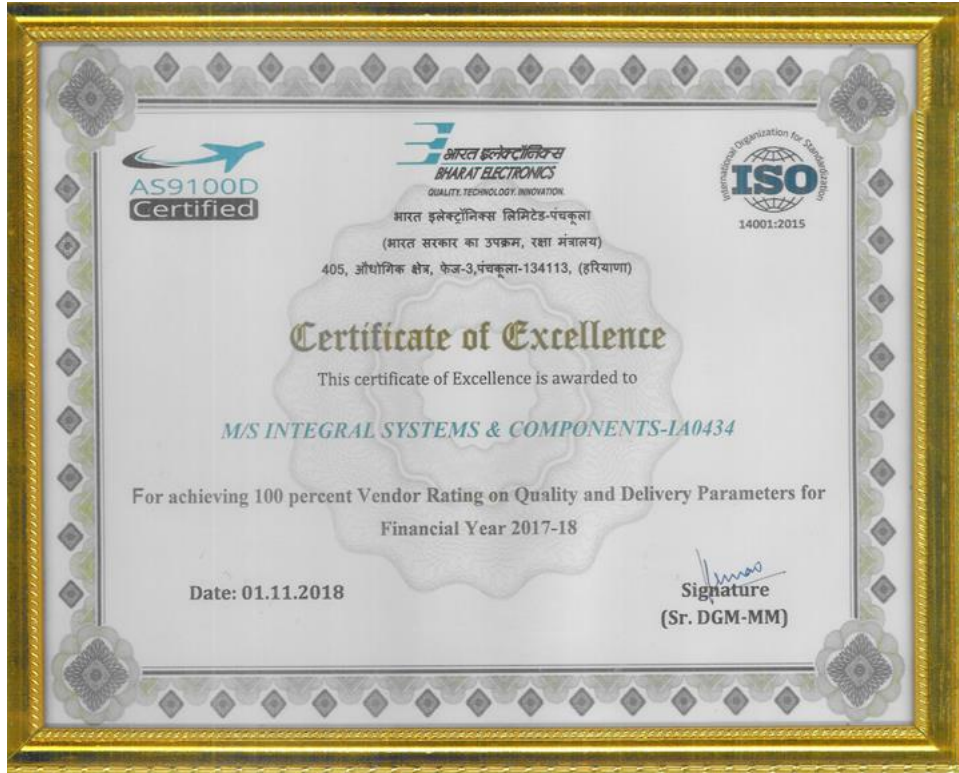 AS9100D
Certified
भारत इलेक्ट्रॉनिक्स
BHARAT ELECTRONICS
QUALITY. TECHNOLOGY. INNOVATION.
International Organization for Standardization
ISO
14001:2015
भारत इलेक्ट्रॉनिक्स लिमिटेड-पंचकूला
(भारत सरकार का उपक्रम, रक्षा मंत्रालय)
405, औधोगिक क्षेत्र, फेज-3,पंचकूला-134113, (हरियाणा)
Certificate of Excellence
This certificate of Excellence is awarded to
M/S INTEGRAL SYSTEMS & COMPONENTS-IA0434
For achieving 100 percent Vendor Rating on Quality and Delivery Parameters for
Financial Year 2017-18
Date: 01.11.2018
Signature
(Sr. DGM-MM)